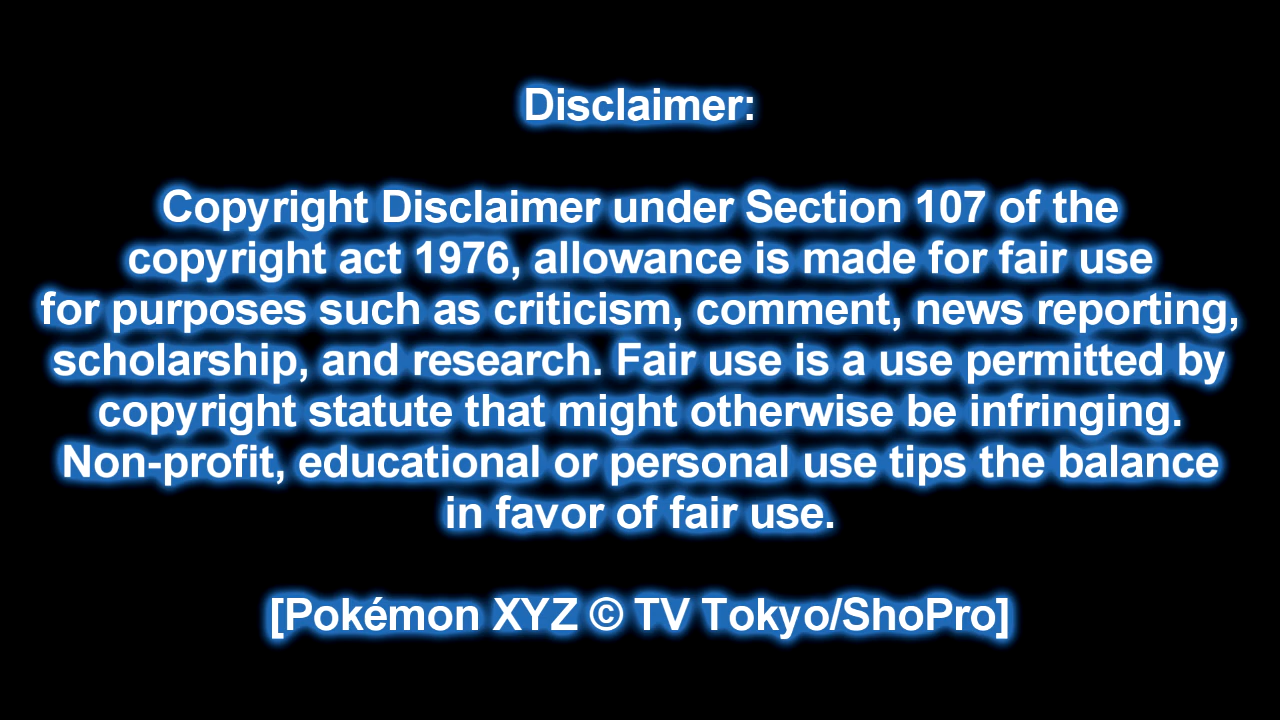 Disclaimer:
Copyright Disclaimer under Section 107 of the
copyright act 1976, allowance is made for fair use
for purposes such as criticism, comment, news reporting,
scholarship, and research. Fair use is a use permitted by
copyright statute that might otherwise be infringing.
Non-profit, educational or personal use tips the balance
in favor of fair use.
[Pokémon XYZ © TV Tokyo/ShoPro]